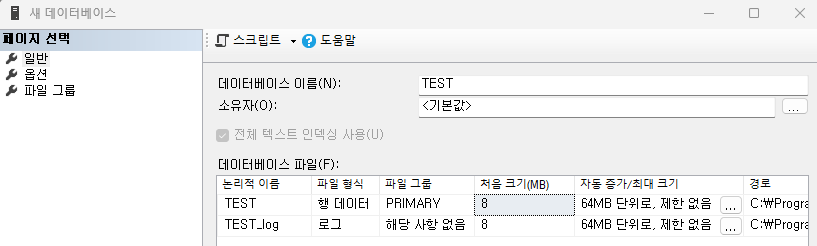 새 데이터베이스
페이지 선택
일반
옵션
파일 그룹
스크립트 도움말
데이터베이스 이름(N): TEST
소유자(O): <기본값> ...
전체 텍스트 인덱싱 사용(U)
데이터베이스 파일(F):
논리적 이름 파일 형식 파일 그룹 처음 크기(MB) 자동 증가/최대 크기 경로
TEST 행 데이터 PRIMARY 8 64MB 단위로, 제한 없음 ... C:₩Progra
TEST_log 로그 해당 사항 없음 8 64MB 단위로, 제한 없음 ... C:₩Progra